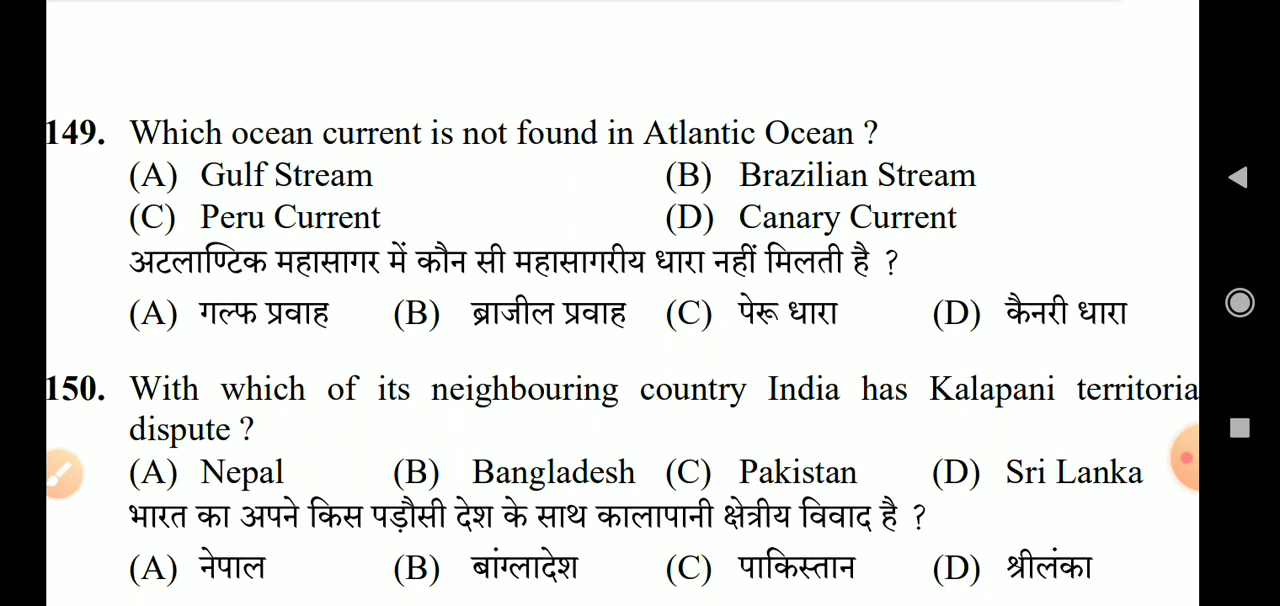 149. Which ocean current is not found in Atlantic Ocean ?
(A) Gulf Stream (B) Brazilian Stream
(C) Peru Current (D) Canary Current
अटलाण्टिक महासागर में कौन सी महासागरीय धारा नहीं मिलती है ?
(A) गल्फ प्रवाह (B) ब्राजील प्रवाह (C) पेरू धारा (D) कैनरी धारा
150. With which of its neighbouring country India has Kalapani territoria
dispute ?
(A) Nepal (B) Bangladesh (C) Pakistan (D) Sri Lanka
भारत का अपने किस पड़ौसी देश के साथ कालापानी क्षेत्रीय विवाद है ?
(A) नेपाल (B) बांग्लादेश (C) पाकिस्तान (D) श्रीलंका